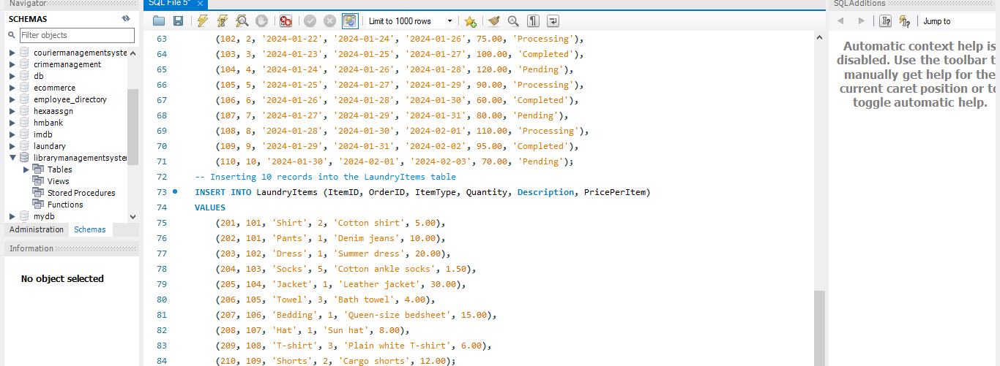 Navigator
SCHEMAS
Filter objects
couriermanagementsyste
crimemanagement
db
ecommerce
employee_directory
hexaassgn
hmbank
imdb
laundary
librarymanagementsyste
Tables
Views
Stored Procedures
Functions
mydb
Administration Schemas
Information
No object selected
SQL File 5*
Limit to 1000 rows
63 (102, 2, '2024-01-22', '2024-01-24', '2024-01-26', 75.00, 'Processing'),
64 (103, 3, '2024-01-23', '2024-01-25', '2024-01-27', 100.00, 'Completed'),
65 (104, 4, '2024-01-24', '2024-01-26', '2024-01-28', 120.00, 'Pending'),
66 (105, 5, '2024-01-25', '2024-01-27', '2024-01-29', 90.00, 'Processing'),
67 (106, 6, '2024-01-26', '2024-01-28', '2024-01-30', 60.00, 'Completed'),
68 (107, 7, '2024-01-27', '2024-01-29', '2024-01-31', 80.00, 'Pending'),
69 (108, 8, '2024-01-28', '2024-01-30', '2024-02-01', 110.00, 'Processing'),
70 (109, 9, '2024-01-29', '2024-01-31', '2024-02-02', 95.00, 'Completed'),
71 (110, 10, '2024-01-30', '2024-02-01', '2024-02-03', 70.00, 'Pending');
72 -- Inserting 10 records into the LaundryItems table
73 INSERT INTO LaundryItems (ItemID, OrderID, ItemType, Quantity, Description, PricePerItem)
74 VALUES
75 (201, 101, 'Shirt', 2, 'Cotton shirt', 5.00),
76 (202, 101, 'Pants', 1, 'Denim jeans', 10.00),
77 (203, 102, 'Dress', 1, 'Summer dress', 20.00),
78 (204, 103, 'Socks', 5, 'Cotton ankle socks', 1.50),
79 (205, 104, 'Jacket', 1, 'Leather jacket', 30.00),
80 (206, 105, 'Towel', 3, 'Bath towel', 4.00),
81 (207, 106, 'Bedding', 1, 'Queen-size bedsheet', 15.00),
82 (208, 107, 'Hat', 1, 'Sun hat', 8.00),
83 (209, 108, 'T-shirt', 3, 'Plain white T-shirt', 6.00),
84 (210, 109, 'Shorts', 2, 'Cargo shorts', 12.00);
SQLAdditions
Jump to
Automatic context help is
disabled. Use the toolbar t
manually get help for the
current caret position or to
toggle automatic help.